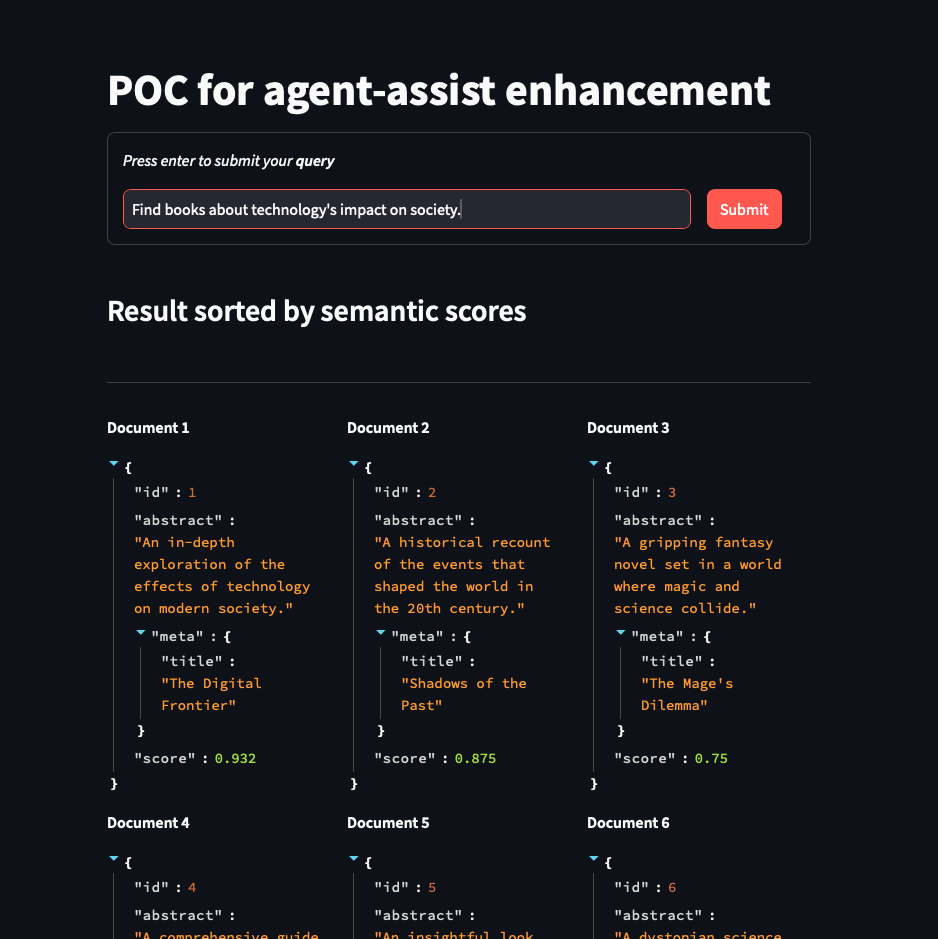 POC for agent-assist enhancement
Press enter to submit your query
Find books about technology's impact on society.
Submit
Result sorted by semantic scores
Document 1
{
"id" : 1
"abstract" :
"An in-depth
exploration of the
effects of technology
on modern society."
"meta" : {
"title" :
"The Digital
Frontier"
}
"score" : 0.932
}
Document 2
{
"id" : 2
"abstract" :
"A historical recount
of the events that
shaped the world in
the 20th century."
"meta" : {
"title" :
"Shadows of the
Past"
}
"score" : 0.875
}
Document 3
{
"id" : 3
"abstract" :
"A gripping fantasy
novel set in a world
where magic and
science collide."
"meta" : {
"title" :
"The Mage's
Dilemma"
}
"score" : 0.75
}
Document 4
{
"id" : 4
"abstract" :
"A comprehensive guide
Document 5
{
"id" : 5
"abstract" :
"An insightful look
Document 6
{
"id" : 6
"abstract" :
"A dystopian science